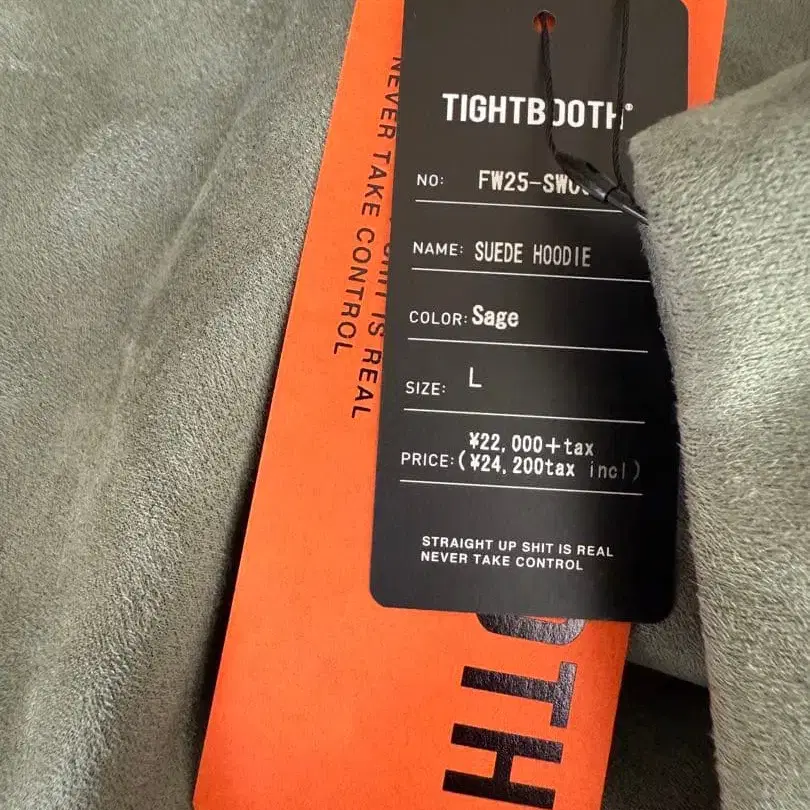 TIGHTBOOTH®
NO: FW25-SW0
NAME: SUEDE HOODIE
COLOR: Sage
SIZE: L
¥22,000+tax
PRICE: (¥24,200tax incl)
STRAIGHT UP SHIT IS REAL
NEVER TAKE CONTROL
SHIT IS REAL
NEVER TAKE CONTROL
OTH